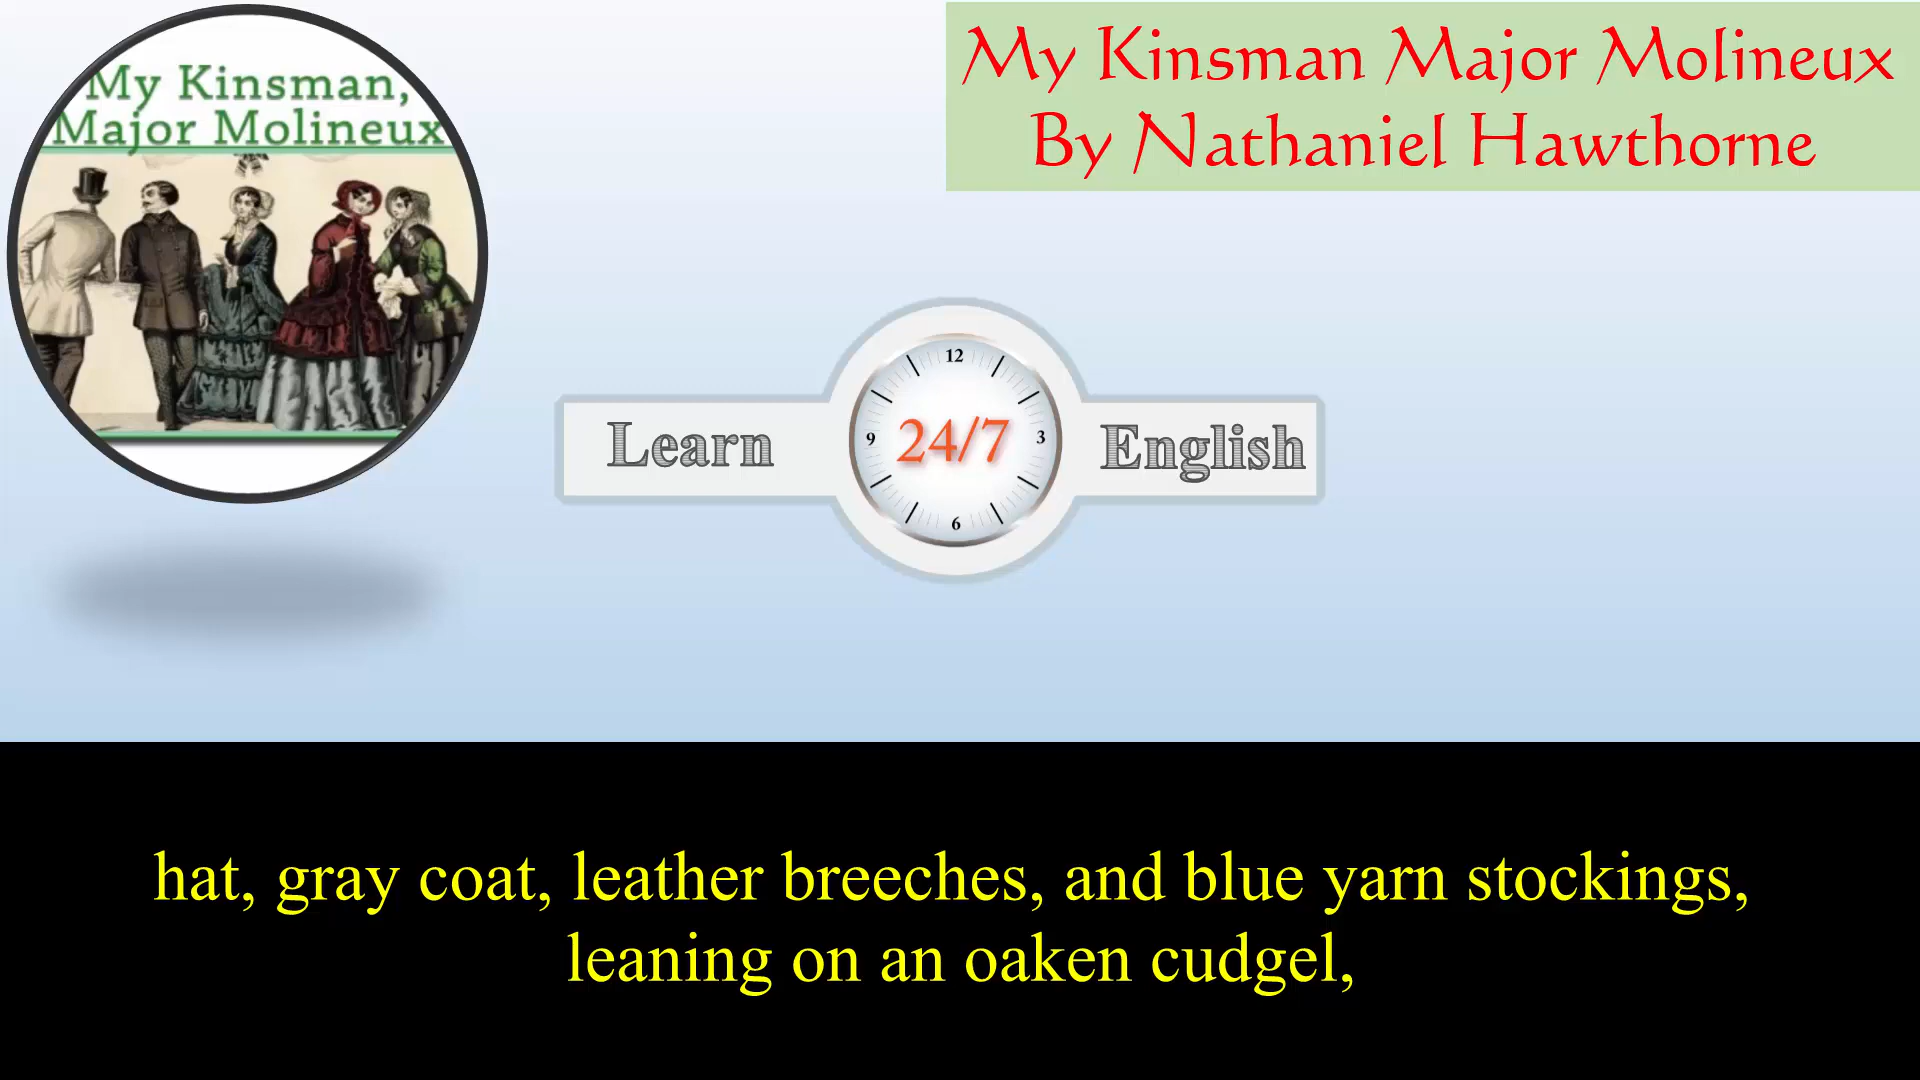 My Kinsman,
Major Molineux
My Kinsman Major Molineux
By Nathaniel Hawthorne
12
9
3
6
Learn 24/7 English
hat, gray coat, leather breeches, and blue yarn stockings,
leaning on an oaken cudgel,